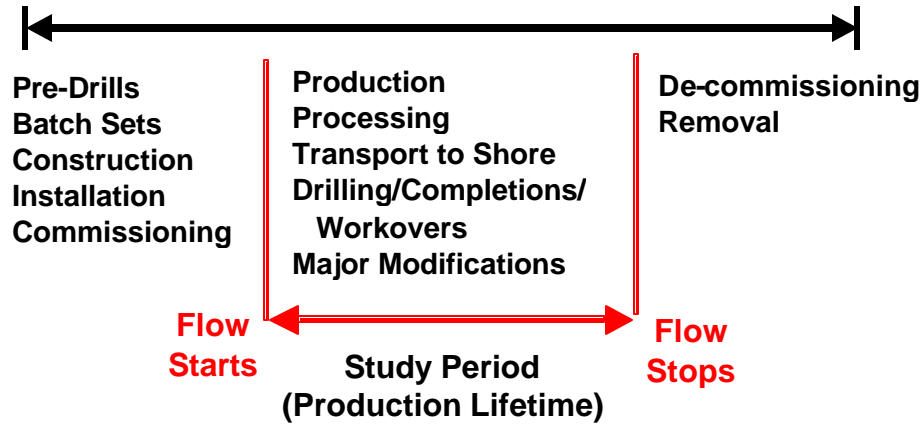 Pre-Drills
Batch Sets
Construction
Installation
Commissioning
Production
Processing
Transport to Shore
Drilling/Completions/
Workovers
Major Modifications
De-commissioning
Removal
Flow
Starts
Study Period
(Production Lifetime)
Flow
Stops